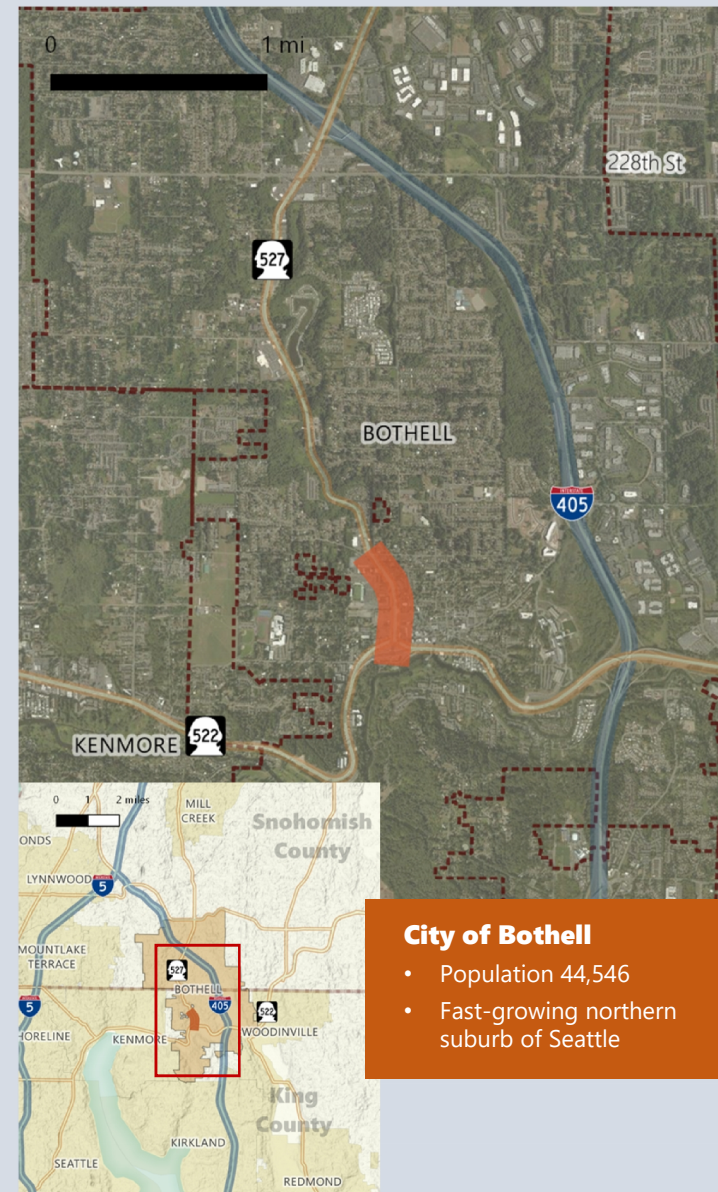 0 1 mi
228th St
527
BOTHELL
INTERSTATE
405
KENMORE
522
0 1 2 miles
MILL
CREEK
Snohomish
County
ONDS
LYNNWOOD
5
MOUNTLAKE
TERRACE
527
BOTHELL
5
405
522
HORELINE
KENMORE
WOODINVILLE
King
County
KIRKLAND
SEATTLE
REDMOND
City of Bothell
• Population 44,546
• Fast-growing northern
suburb of Seattle